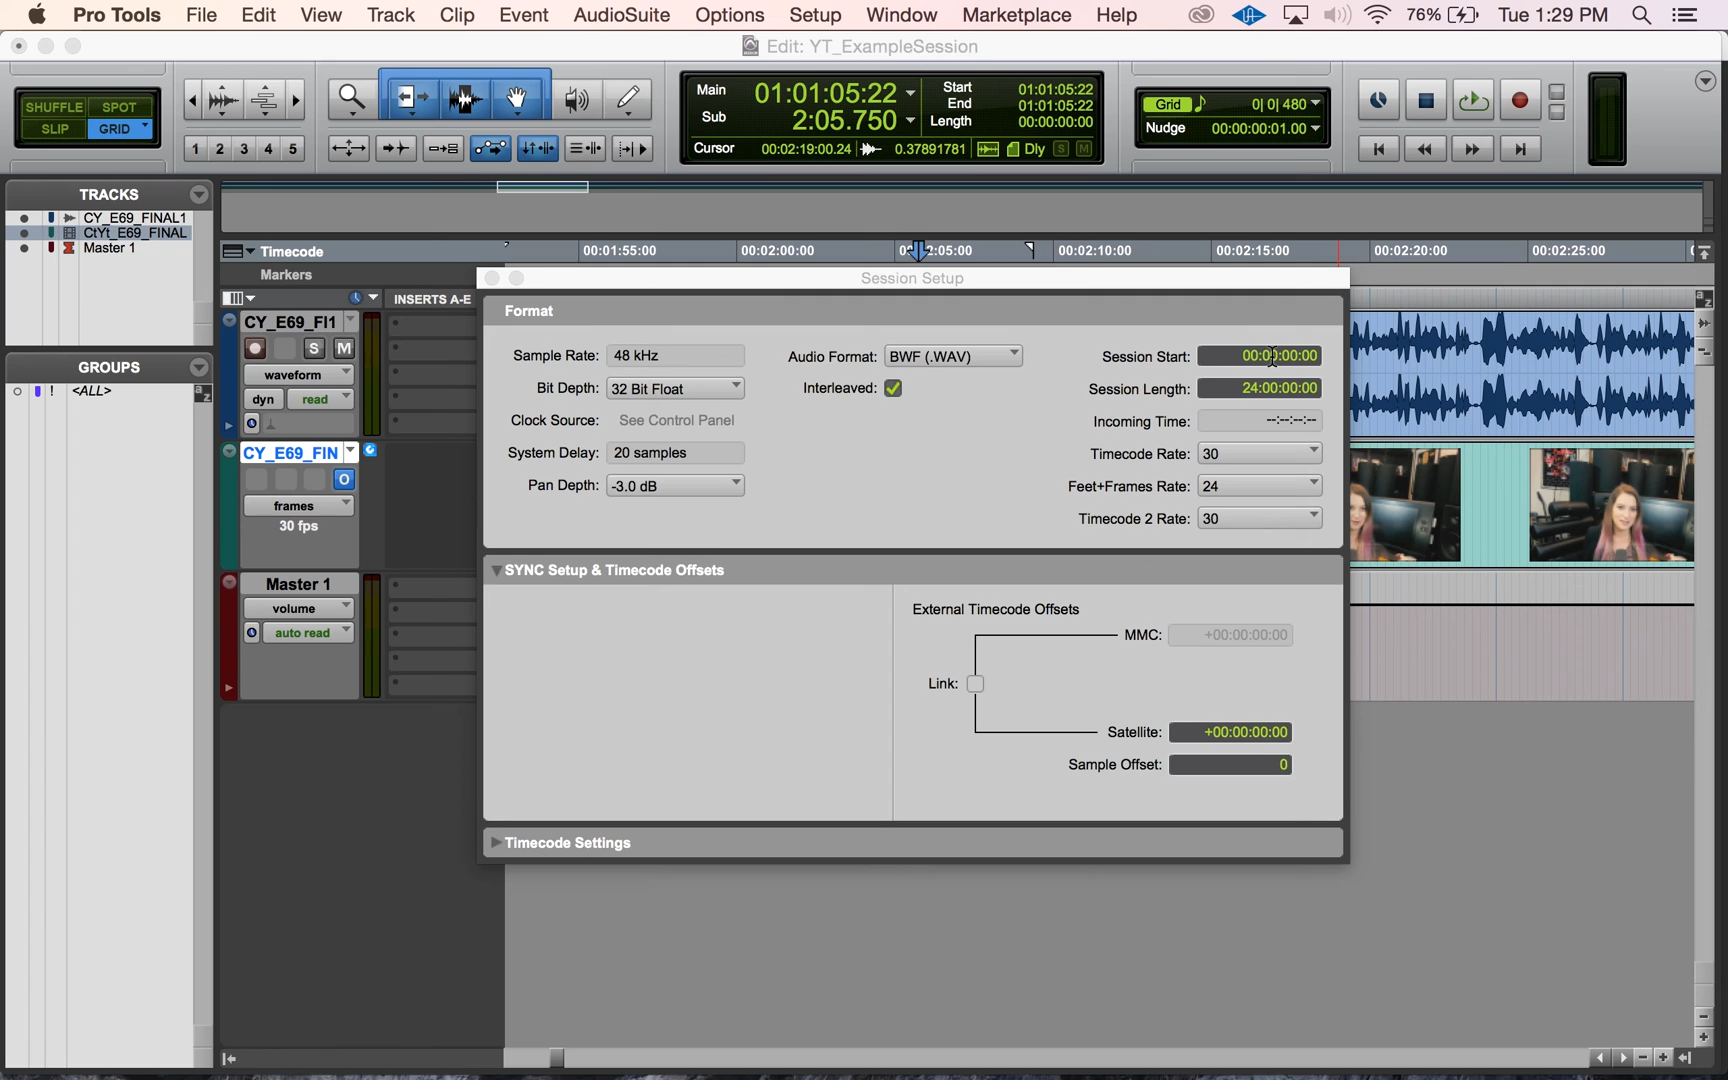 Pro Tools File Edit View Track Clip Event AudioSuite Options Setup Window Marketplace Help 76% Tue 1:29 PM
Edit: YT_ExampleSession
SHUFFLE SPOT
SLIP GRID
1 2 3 4 5
Main 01:01:05:22
Sub 2:05.750
Start 01:01:05:22
End 01:01:05:22
Length 00:00:00:00
Cursor 00:02:19:00.24 0.37891781 Dly S M
Grid 0| 0| 480
Nudge 00:00:00:01.00
TRACKS
CY_E69_FINAL1
CtYt_E69_FINAL
Master 1
GROUPS
! <ALL>
a z
Timecode 00:01:55:00 00:02:00:00 00:02:10:00 00:02:15:00 00:02:20:00 00:02:25:00
Markers
INSERTS A-E
a z
CY_E69_FI1
S M
waveform
dyn read
CY_E69_FIN
O
frames
30 fps
Master 1
volume
auto read
Session Setup
Format
Sample Rate: 48 kHz
Bit Depth: 32 Bit Float
Clock Source: See Control Panel
System Delay: 20 samples
Pan Depth: -3.0 dB
Audio Format: BWF (.WAV)
Interleaved:
Session Start: 00:00:00:00
Session Length: 24:00:00:00
Incoming Time: --:--:--:--
Timecode Rate: 30
Feet+Frames Rate: 24
Timecode 2 Rate: 30
SYNC Setup & Timecode Offsets
External Timecode Offsets
MMC: +00:00:00:00
Link:
Satellite: +00:00:00:00
Sample Offset: 0
Timecode Settings